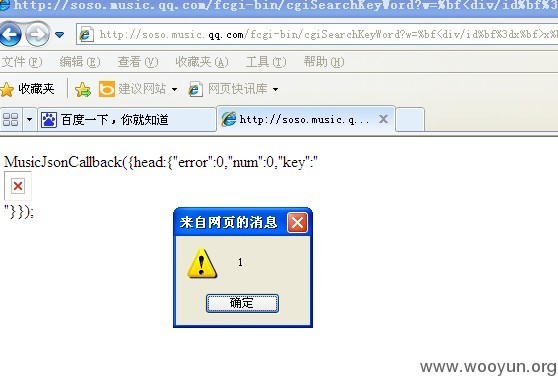 http://soso.music.qq.com/fcgi-bin/cgiSearchKeyWord?w=%bf<div/id%bf%3
http://soso.music.qq.com/fcgi-bin/cgiSearchKeyWord?w=%bf<div/id%bf%3dx%bf>x%b
文件(F) 编辑(E) 查看(V) 收藏夹(A) 工具(T) 帮助(H)
收藏夹 建议网站 网页快讯库
百度一下，你就知道 http://soso.music.q...
MusicJsonCallback({head:{"error":0,"num":0,"key":"
"}});
来自网页的消息
1
确定
www.wooyun.org